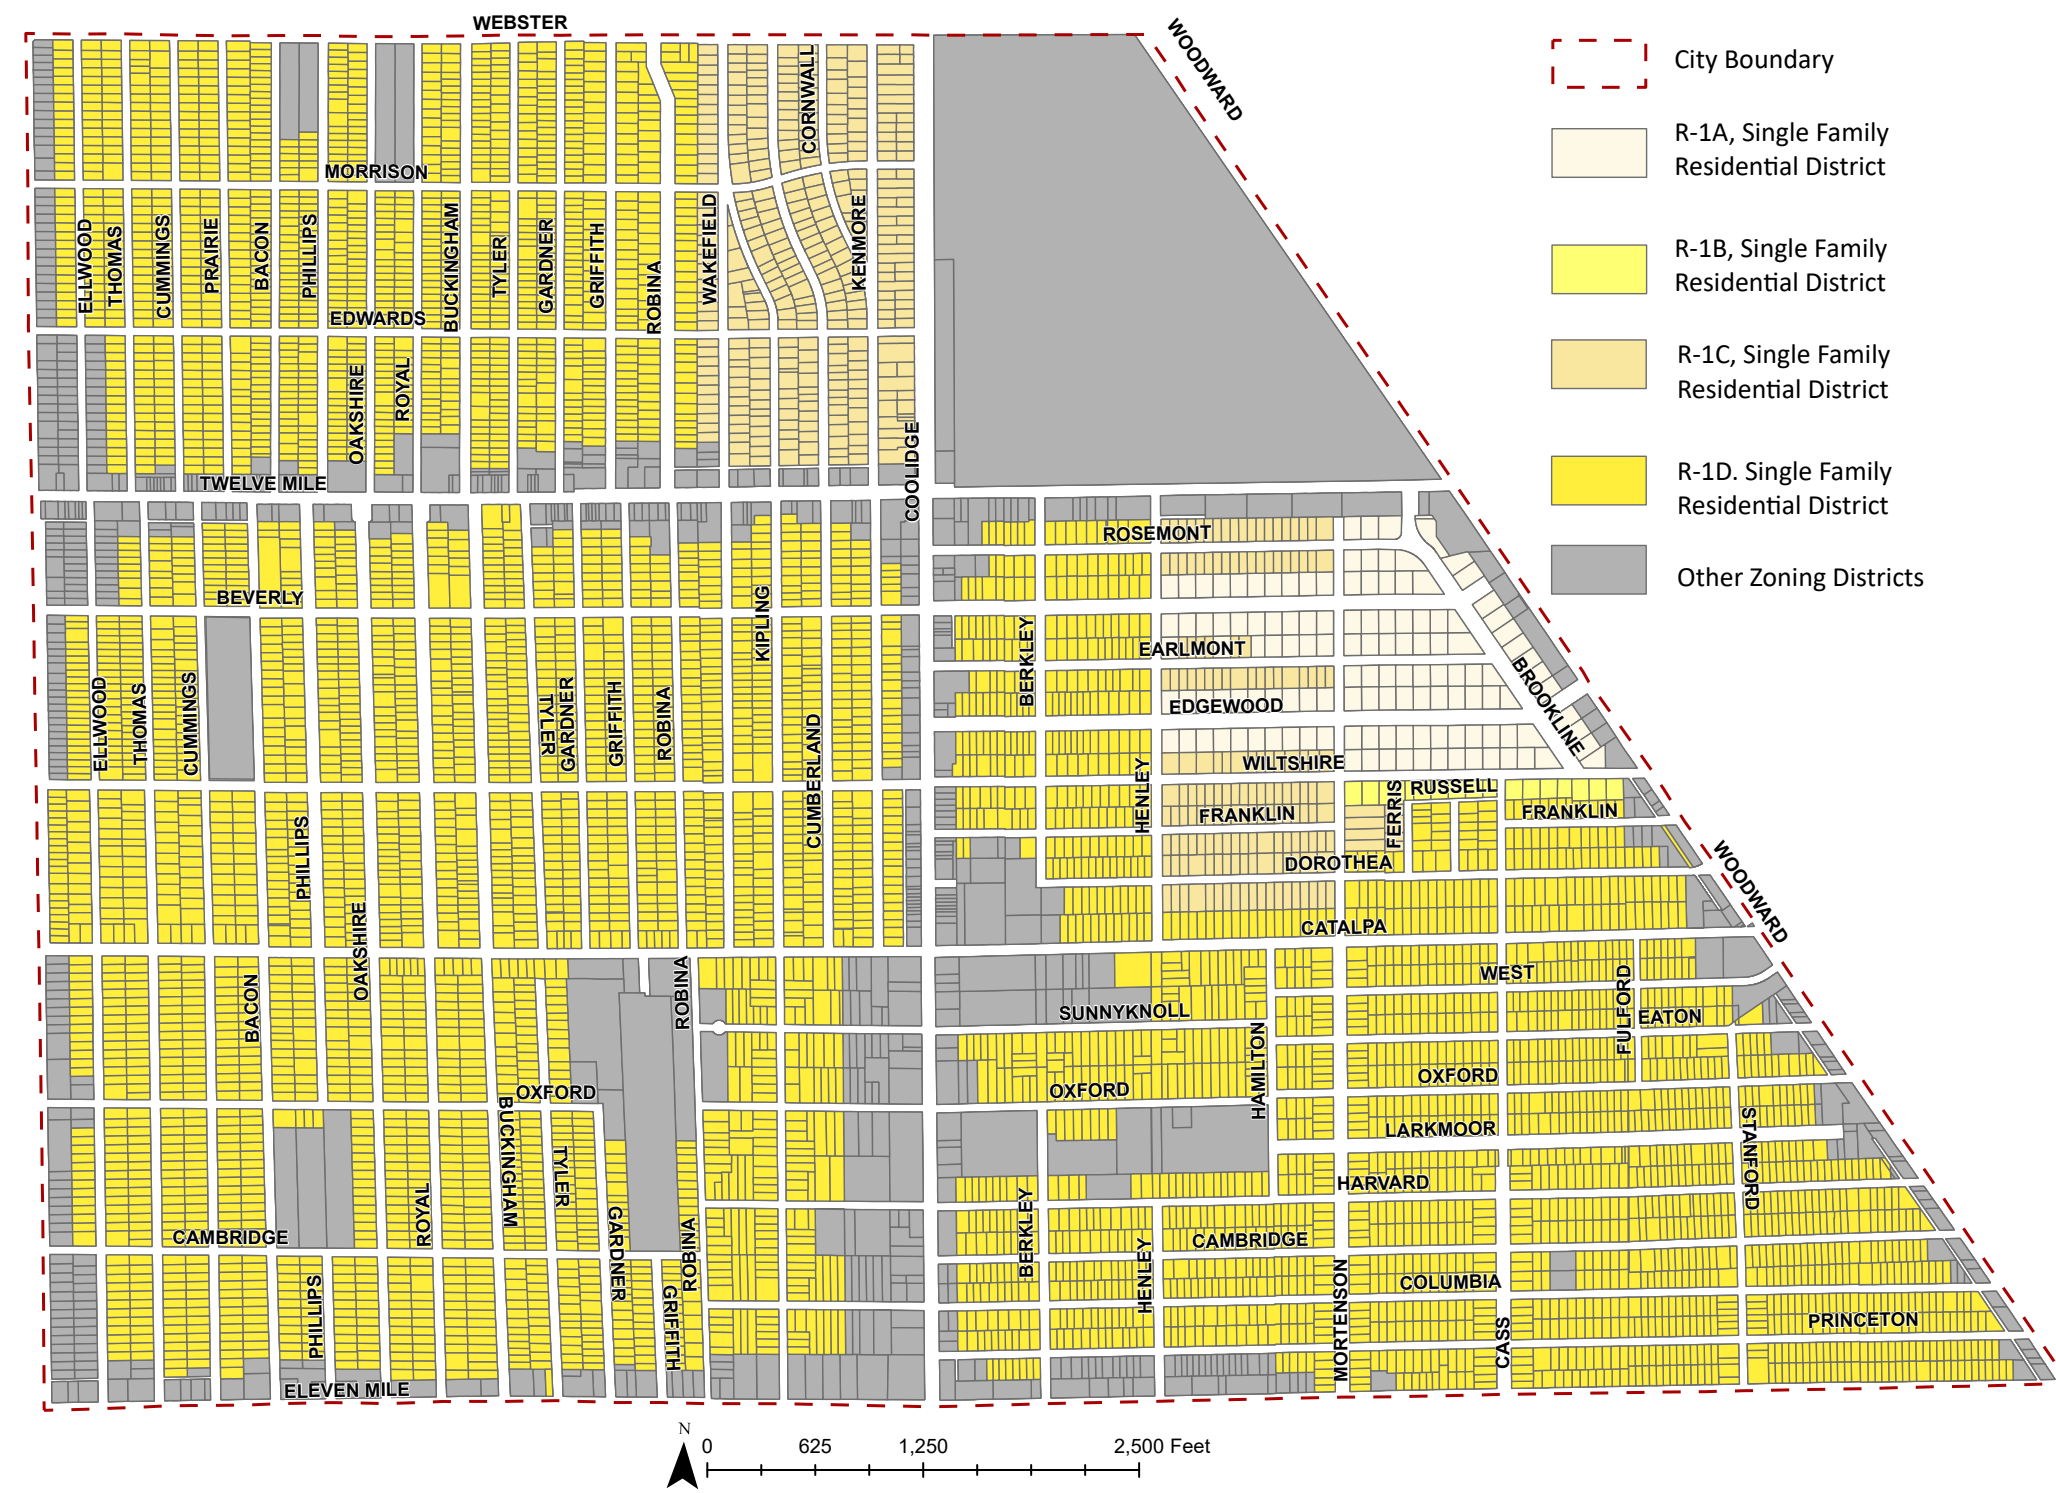 WEBSTER
WOODWARD
City Boundary
CORNWALL
R-1A, Single Family
Residential District
MORRISON
ELLWOOD
THOMAS
CUMMINGS
PRAIRIE
BACON
PHILLIPS
BUCKINGHAM
TYLER
GARDNER
GRIFFITH
ROBINA
WAKEFIELD
KENMORE
R-1B, Single Family
Residential District
EDWARDS
OAKSHIRE
ROYAL
R-1C, Single Family
Residential District
COOLIDGE
TWELVE MILE
R-1D. Single Family
Residential District
ROSEMONT
Other Zoning Districts
BEVERLY
KIPLING
BERKLEY
EARLMONT
ELLWOOD
THOMAS
CUMMINGS
TYLER
GARDNER
GRIFFITH
ROBINA
CUMBERLAND
EDGEWOOD
BROOKLINE
WILTSHIRE
HENLEY
FERRIS
RUSSELL
FRANKLIN
FRANKLIN
PHILLIPS
DOROTHEA
WOODWARD
OAKSHIRE
CATALPA
BACON
ROBINA
WEST
FULFORD
SUNNYKNOLL
EATON
HAMILTON
OXFORD
OXFORD
OXFORD
BUCKINGHAM
TYLER
LARKMOOR
STANFORD
ROYAL
GARDNER
ROBINA
BERKLEY
HARVARD
CAMBRIDGE
HENLEY
CAMBRIDGE
PHILLIPS
GRIFFITH
MORTENSON
COLUMBIA
CASS
PRINCETON
ELEVEN MILE
N
0 625 1,250 2,500 Feet